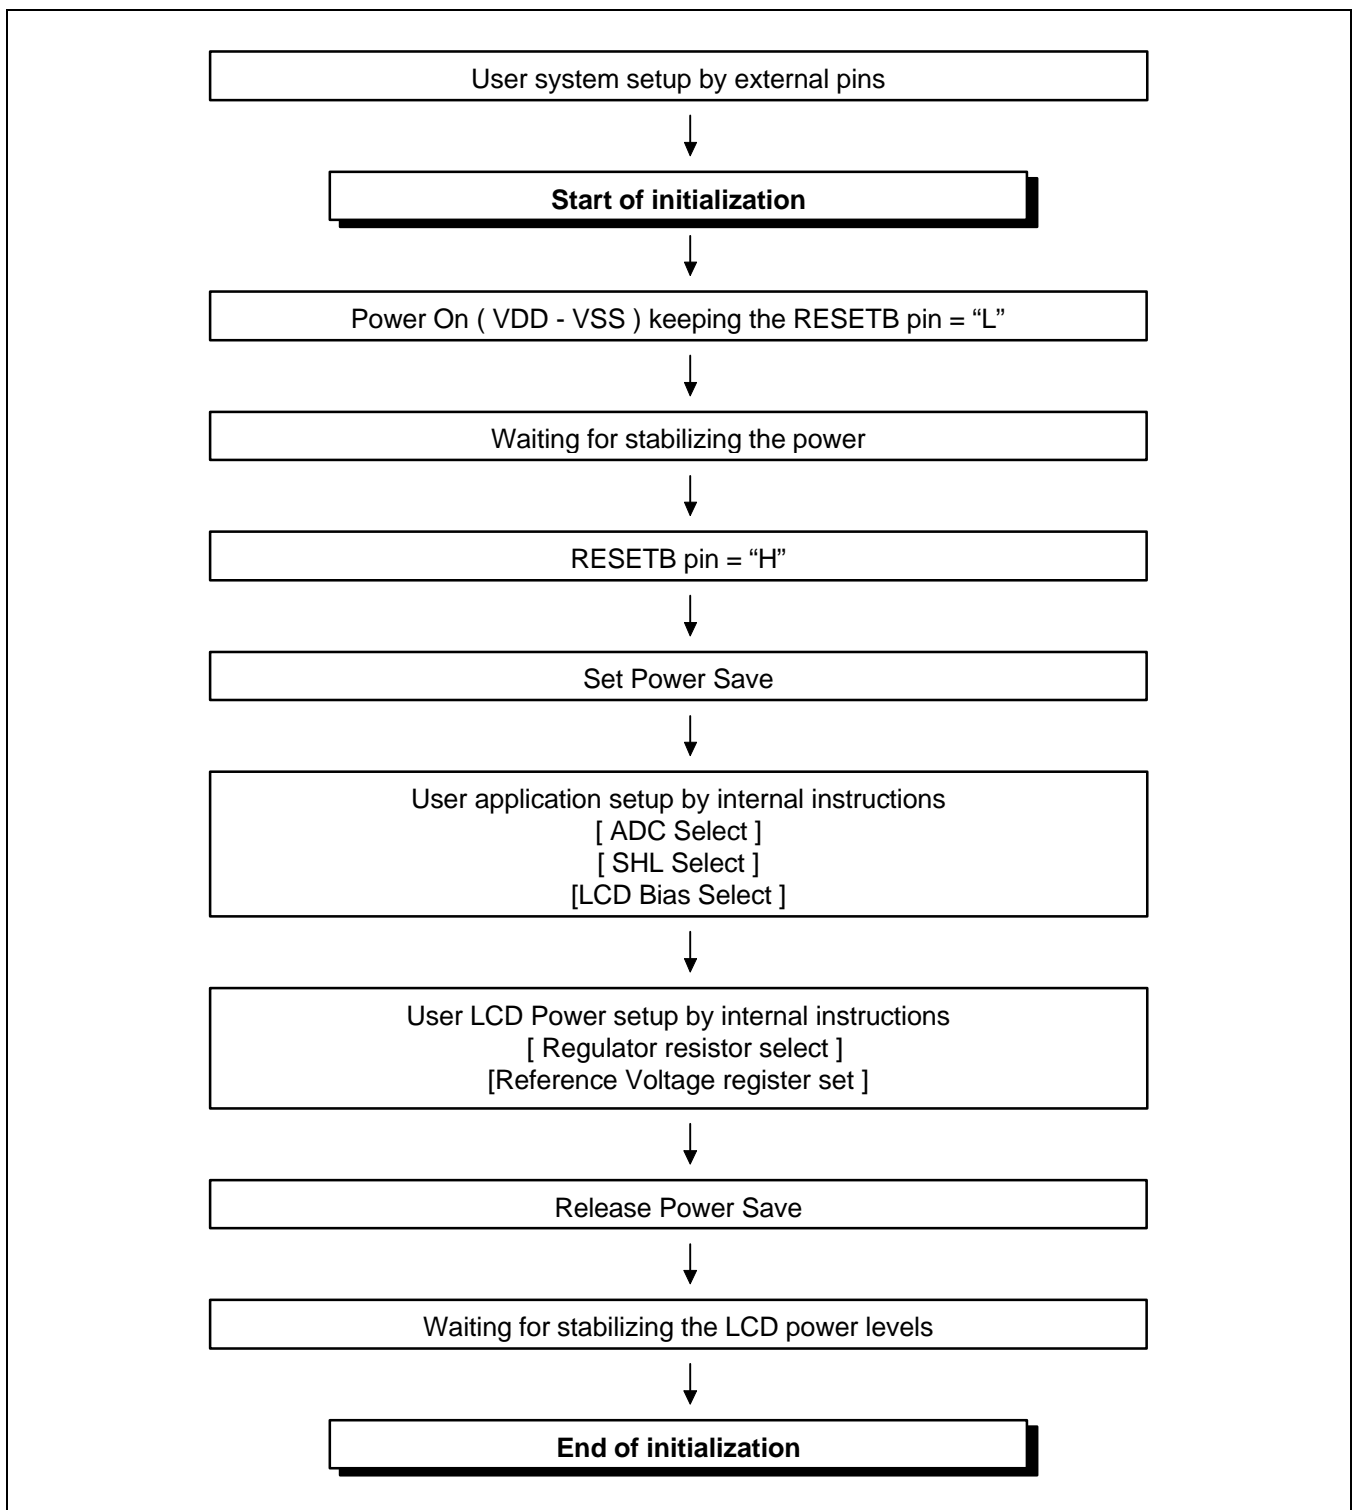 User system setup by external pins
Start of initialization
Power On ( VDD - VSS ) keeping the RESETB pin = “L”
Waiting for stabilizing the power
RESETB pin = “H”
Set Power Save
User application setup by internal instructions
[ ADC Select ]
[ SHL Select ]
[LCD Bias Select ]
User LCD Power setup by internal instructions
[ Regulator resistor select ]
[Reference Voltage register set ]
Release Power Save
Waiting for stabilizing the LCD power levels
End of initialization